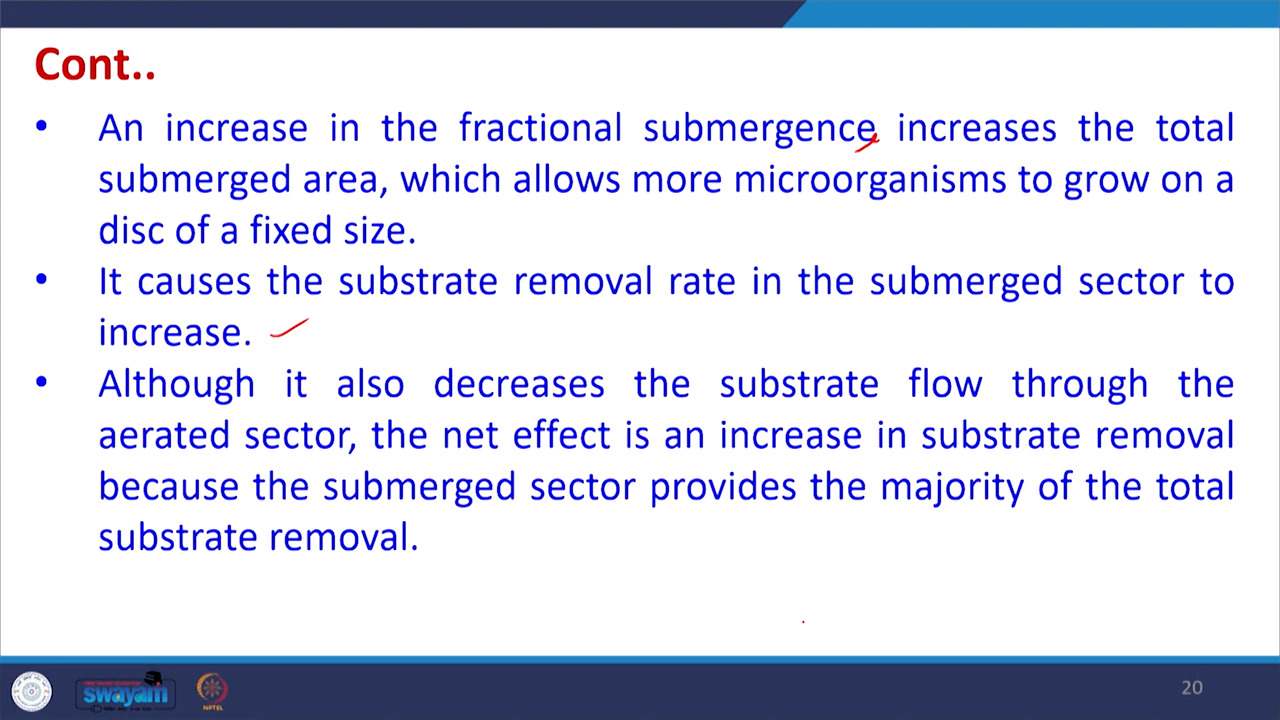 Cont..
• An increase in the fractional submergence increases the total
submerged area, which allows more microorganisms to grow on a
disc of a fixed size.
• It causes the substrate removal rate in the submerged sector to
increase.
• Although it also decreases the substrate flow through the
aerated sector, the net effect is an increase in substrate removal
because the submerged sector provides the majority of the total
substrate removal.
swayam
NPTEL
20